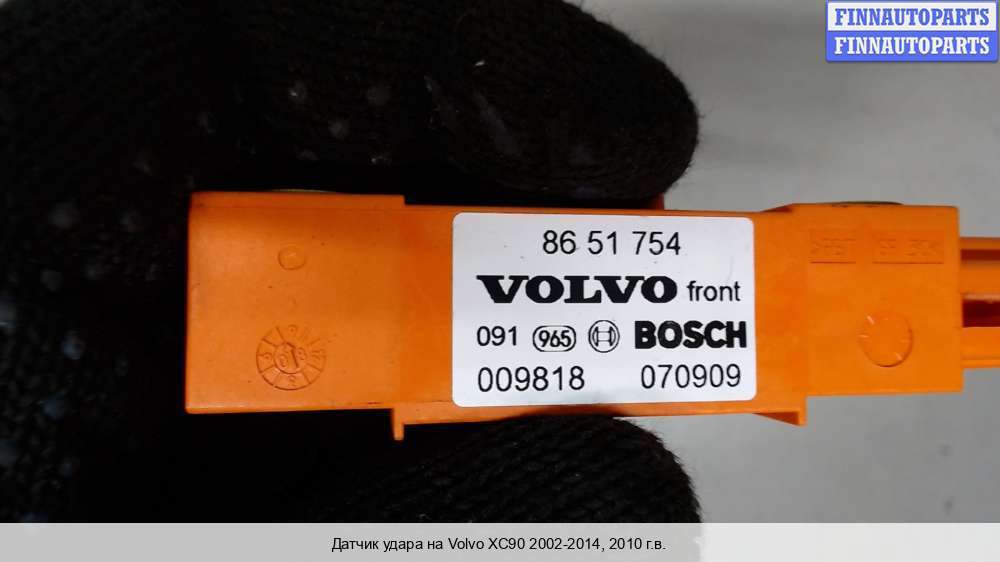 FINNAUTOPARTS
FINNAUTOPARTS
86 51 754
VOLVO front
091 965 BOSCH
009818 070909
Датчик удара на Volvo XC90 2002-2014, 2010 г.в.